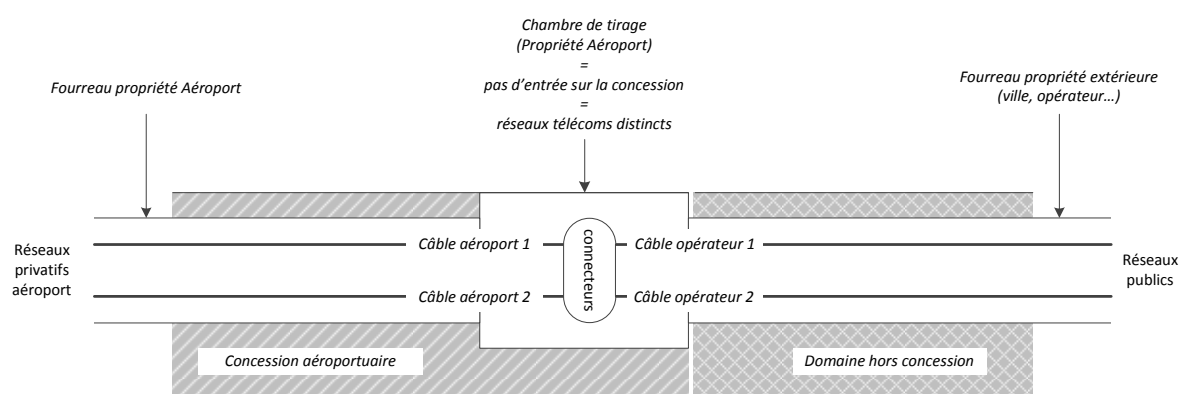 Chambre de tirage
(Propriété Aéroport)
=
pas d’entrée sur la concession
=
réseaux télécoms distincts
Fourreau propriété Aéroport
Fourreau propriété extérieure
(ville, opérateur…)
Réseaux
privatifs
aéroport
Câble aéroport 1
Câble aéroport 2
connecteurs
Câble opérateur 1
Câble opérateur 2
Réseaux
publics
Concession aéroportuaire
Domaine hors concession